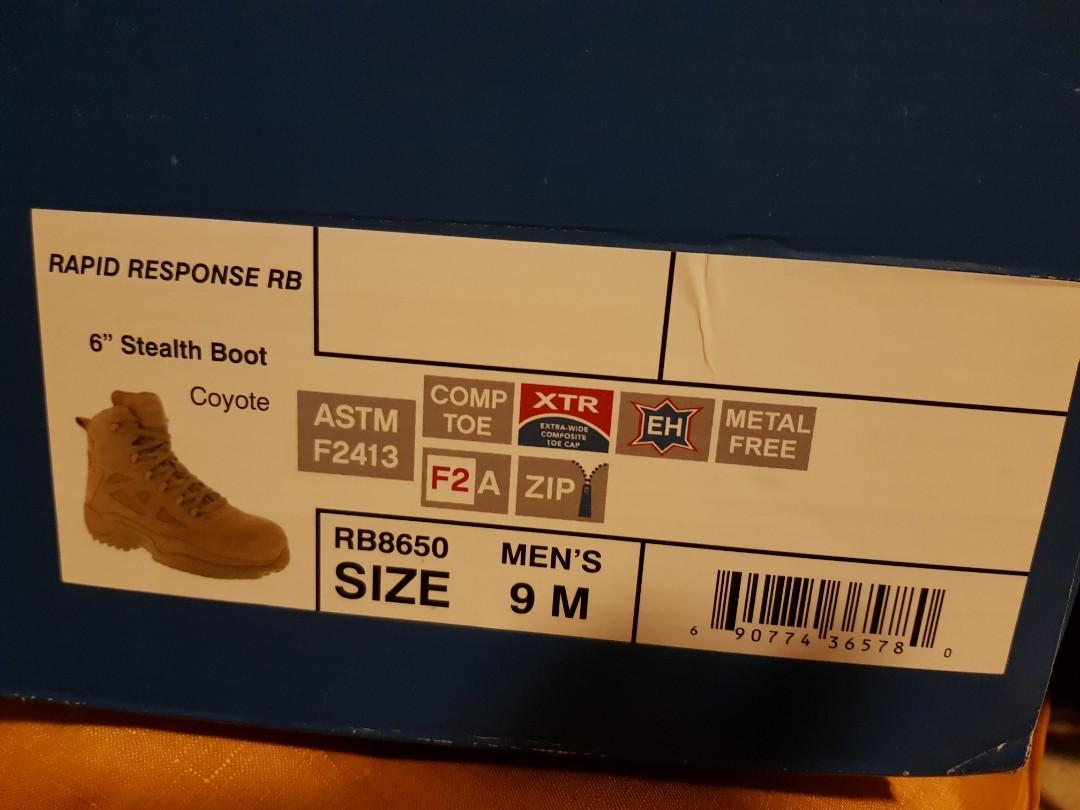 RAPID RESPONSE RB
6” Stealth Boot
Coyote
ASTM
F2413
COMP
TOE
XTR
EXTRA-WIDE
COMPOSITE
TOE CAP
EH
METAL
FREE
F2A
ZIP
RB8650 MEN’S
SIZE 9 M
6 90774 36578 0